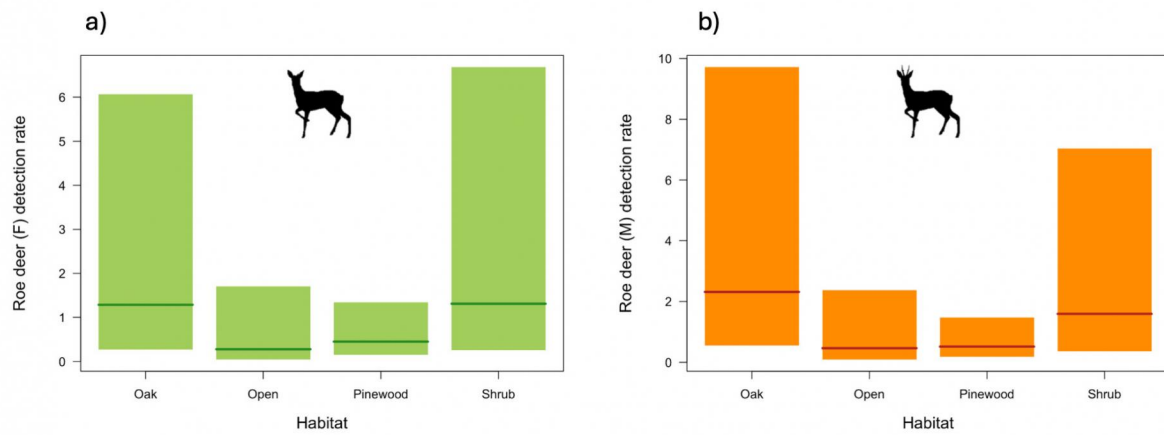 a)
Roe deer (F) detection rate
6
5
4
3
2
1
0
Oak Open Pinewood Shrub
Habitat
b)
Roe deer (M) detection rate
10
8
6
4
2
0
Oak Open Pinewood Shrub
Habitat